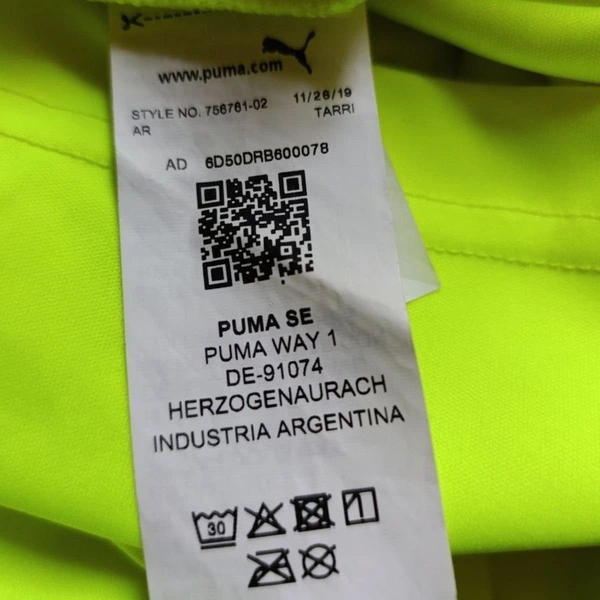 www.puma.com
STYLE NO. 756761-02 11/26/19
AR TARRI
AD 6D50DRB600078
PUMA SE
PUMA WAY 1
DE-91074
HERZOGENAURACH
INDUSTRIA ARGENTINA
30
1